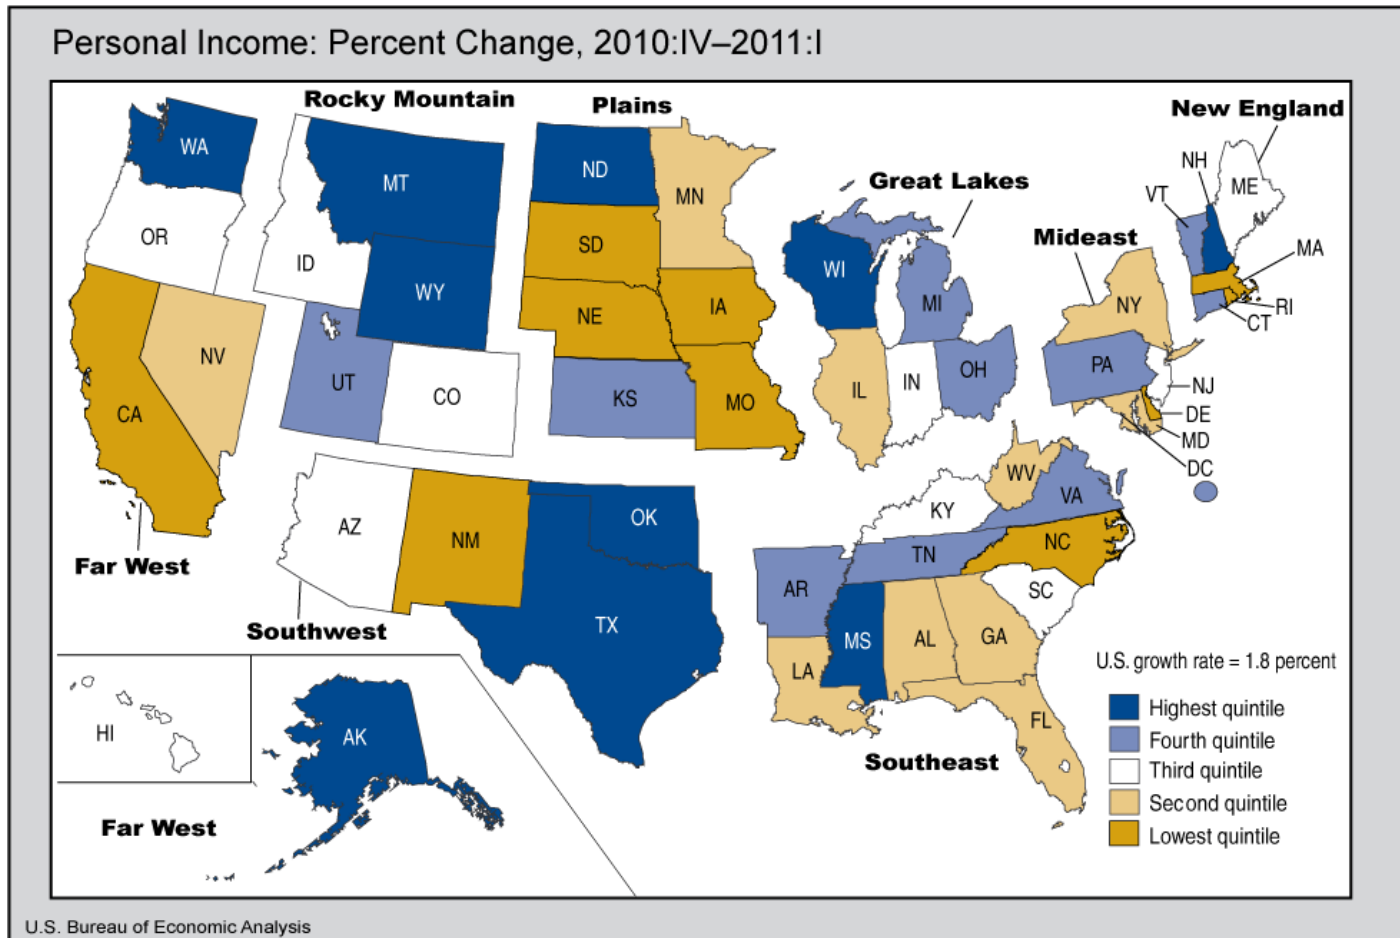 Personal Income: Percent Change, 2010:IV–2011:I
Rocky Mountain
Plains
New England
Great Lakes
Mideast
WA
MT
ND
MN
NH
ME
VT
OR
ID
WY
SD
WI
MI
MA
NY
RI
CT
NV
UT
CO
NE
IA
IL
IN
OH
PA
NJ
CA
KS
MO
DE
MD
DC
WV
VA
KY
AZ
NM
OK
TN
NC
Far West
AR
SC
Southwest
TX
MS
AL
GA
LA
FL
Southeast
HI
AK
Far West
U.S. growth rate = 1.8 percent
Highest quintile
Fourth quintile
Third quintile
Second quintile
Lowest quintile
U.S. Bureau of Economic Analysis